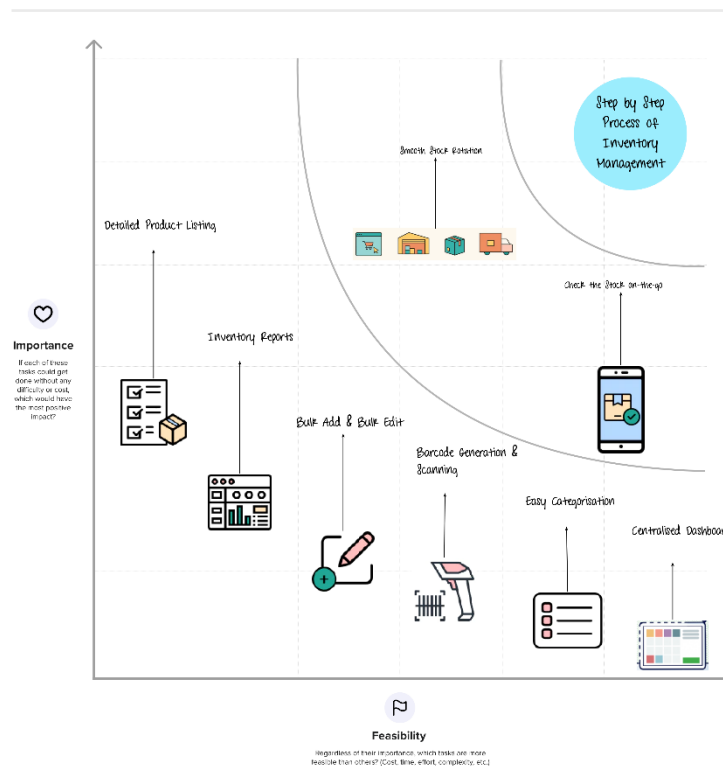 Step by Step
Process of
Inventory
Management
Smooth Stock Rotation
Detailed Product Listing
Check the Stock on-the-go
Inventory Reports
Importance
If each of these
tasks could get
done without any
difficulty or cost,
which would have
the most positive
impact?
Bulk Add & Bulk Edit
Barcode Generation &
Scanning
Easy Categorisation
Centralised Dashboar
Feasibility
Regardless of their importance, which tasks are more
feasible than others? (Cost, time, effort, complexity, etc.)